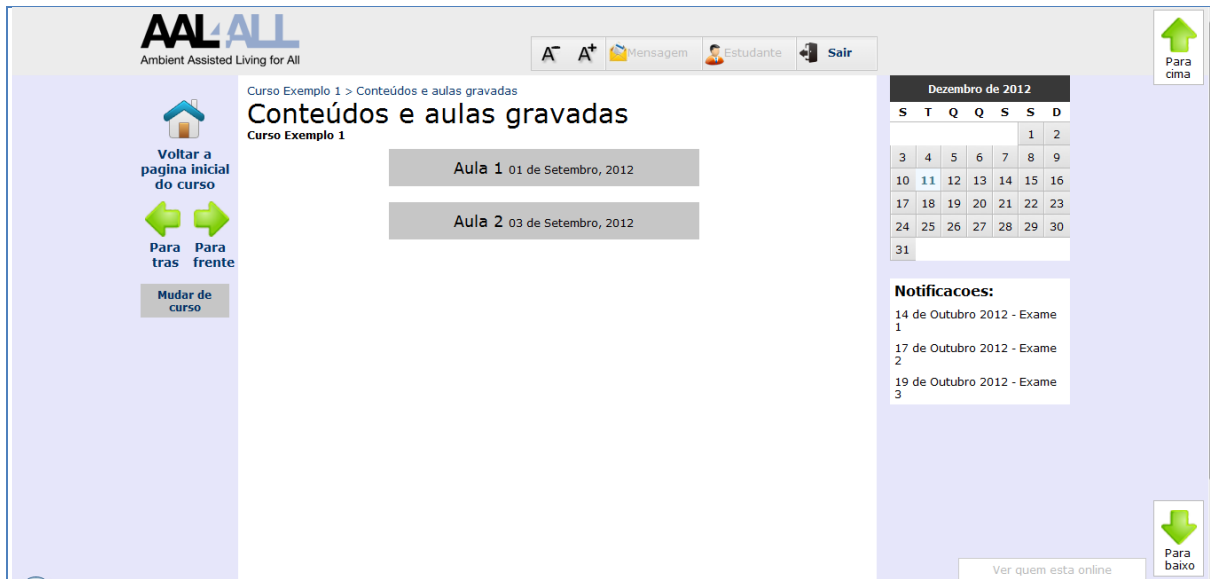 AAL4ALL
Ambient Assisted Living for All
A- A+ Mensagem Estudante Sair
Para
cima
Voltar a
pagina inicial
do curso
Para tras
Para frente
Mudar de
curso
Curso Exemplo 1 > Conteúdos e aulas gravadas
Conteúdos e aulas gravadas
Curso Exemplo 1
Aula 1 01 de Setembro, 2012
Aula 2 03 de Setembro, 2012
Dezembro de 2012
S T Q Q S S D
1 2
3 4 5 6 7 8 9
10 11 12 13 14 15 16
17 18 19 20 21 22 23
24 25 26 27 28 29 30
31
Notificacoes:
14 de Outubro 2012 - Exame
1
17 de Outubro 2012 - Exame
2
19 de Outubro 2012 - Exame
3
Para
baixo
Ver quem esta online